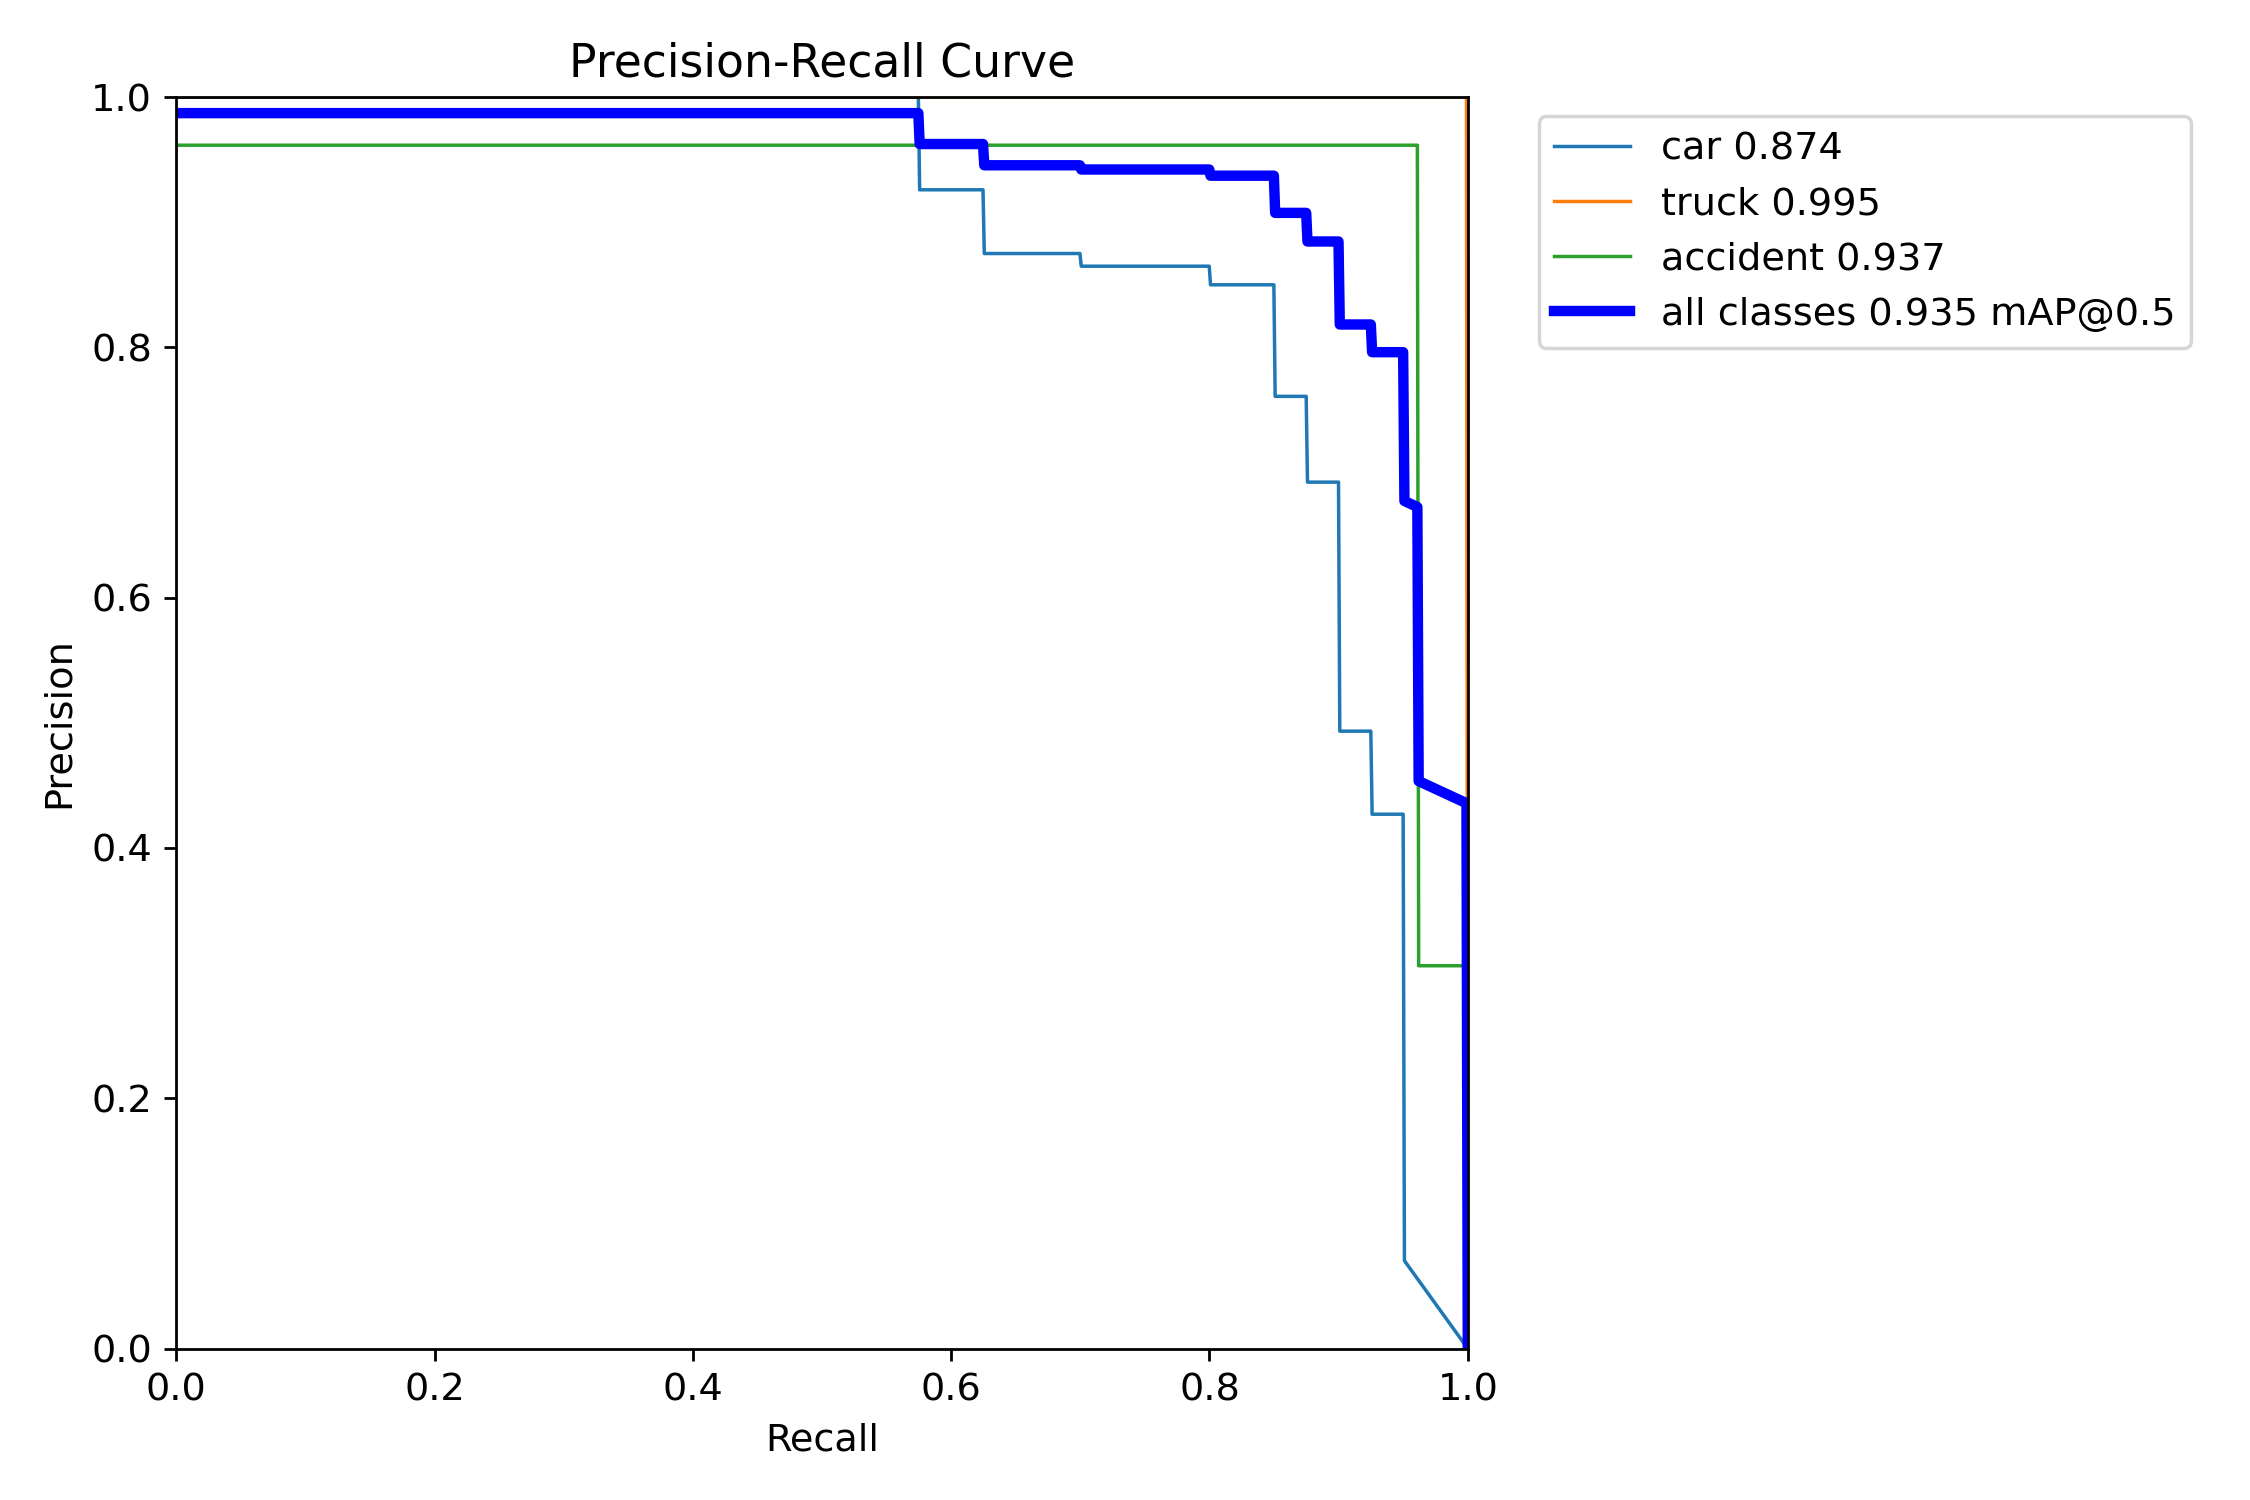 Precision-Recall Curve
1.0
0.8
0.6
0.4
0.2
0.0
Precision
0.0 0.2 0.4 0.6 0.8 1.0
Recall
car 0.874
truck 0.995
accident 0.937
all classes 0.935 mAP@0.5